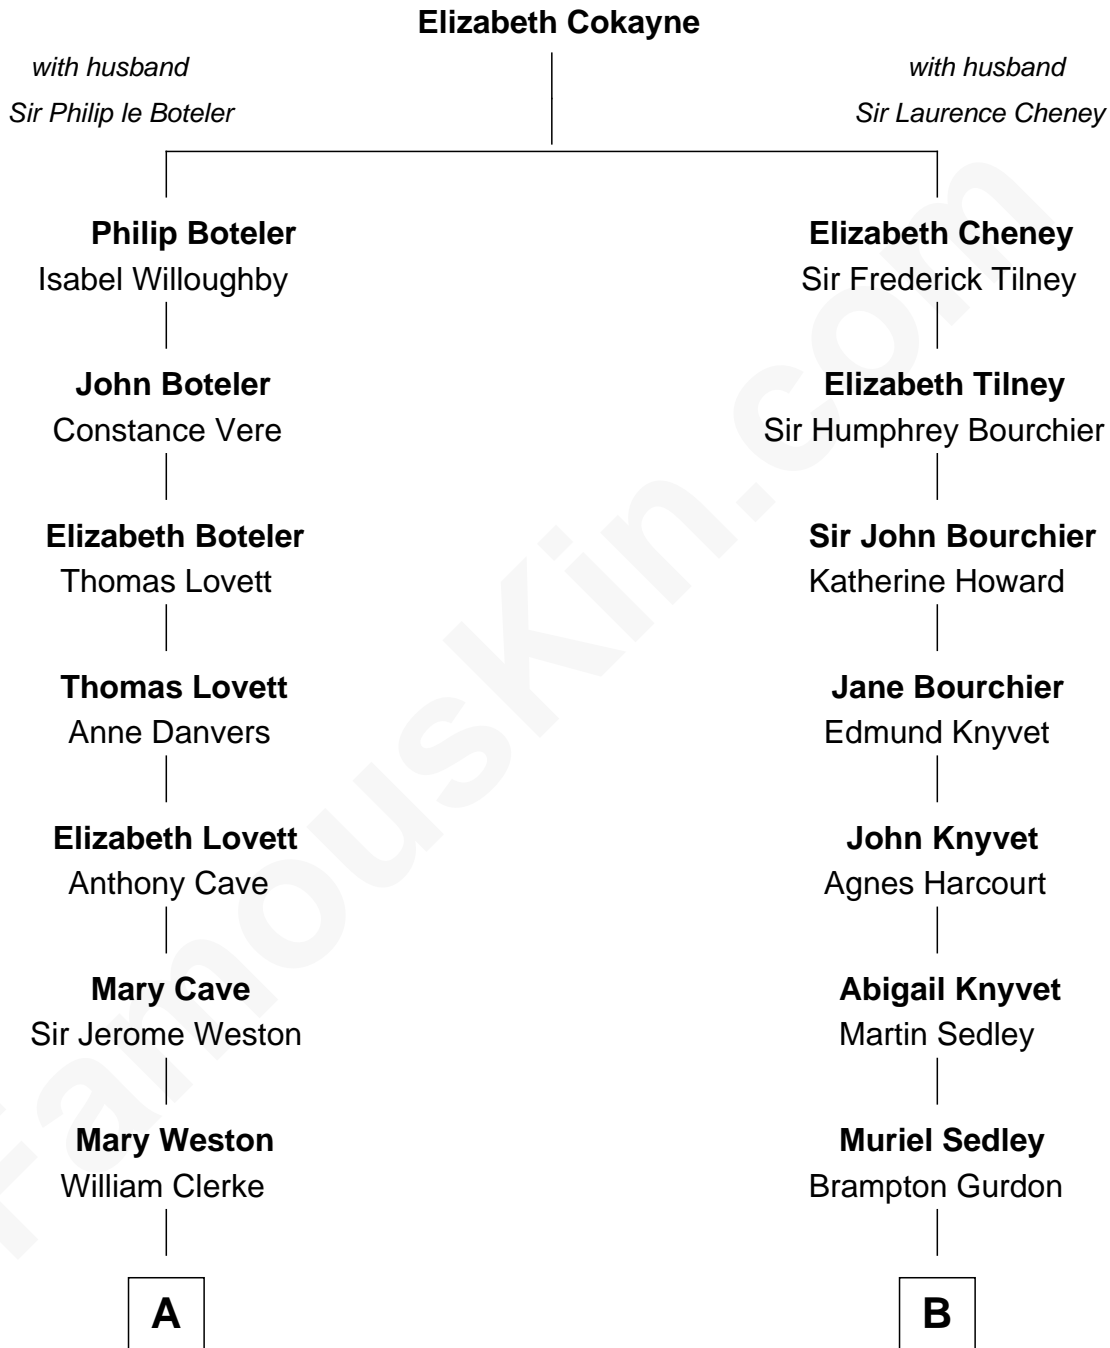 Elizabeth Cokayne
with husband
Sir Philip le Boteler
with husband
Sir Laurence Cheney
Philip Boteler
Isabel Willoughby
Elizabeth Cheney
Sir Frederick Tilney
John Boteler
Constance Vere
Elizabeth Tilney
Sir Humphrey Bourchier
Elizabeth Boteler
Thomas Lovett
Sir John Bourchier
Katherine Howard
Thomas Lovett
Anne Danvers
Jane Bourchier
Edmund Knyvet
Elizabeth Lovett
Anthony Cave
John Knyvet
Agnes Harcourt
Mary Cave
Sir Jerome Weston
Abigail Knyvet
Martin Sedley
Mary Weston
William Clerke
Muriel Sedley
Brampton Gurdon
A
B
FamousKin.com